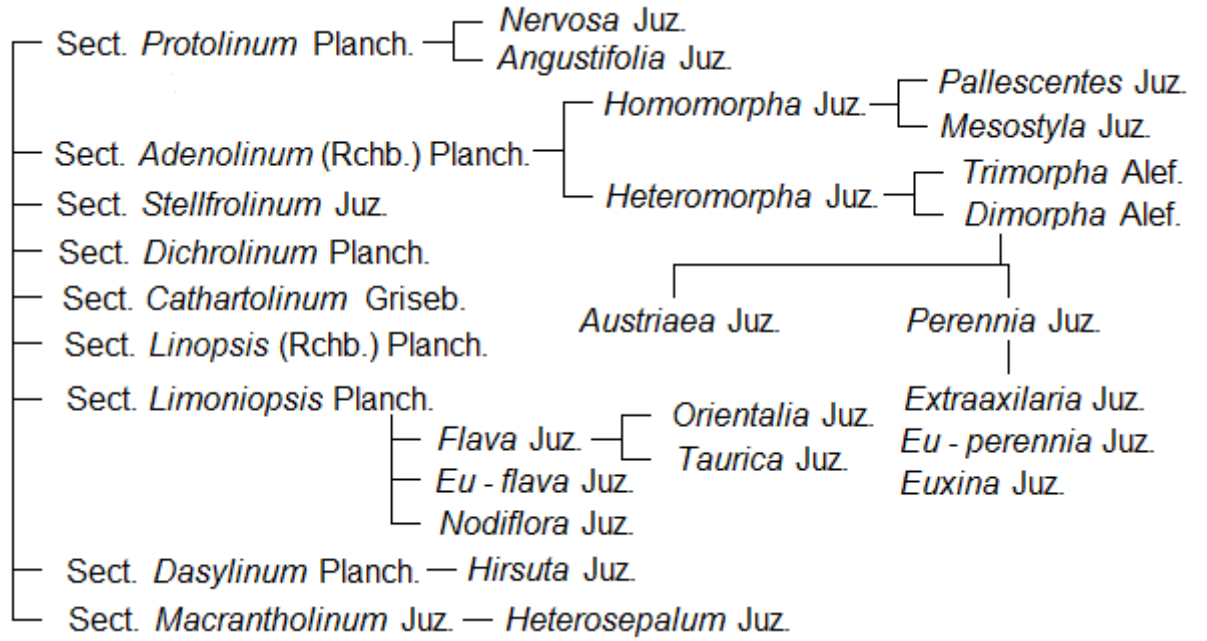 Sect. Protolinum Planch.
Nervosa Juz.
Angustifolia Juz.
Sect. Adenolinum (Rchb.) Planch.
Homomorpha Juz.
Pallescentes Juz.
Mesostyla Juz.
Heteromorpha Juz.
Trimorpha Alef.
Dimorpha Alef.
Austriaea Juz.
Perennia Juz.
Extraaxilaria Juz.
Eu - perennia Juz.
Euxina Juz.
Sect. Stellfrolinum Juz.
Sect. Dichrolinum Planch.
Sect. Cathartolinum Griseb.
Sect. Linopsis (Rchb.) Planch.
Sect. Limoniopsis Planch.
Flava Juz.
Orientalia Juz.
Taurica Juz.
Eu - flava Juz.
Nodiflora Juz.
Sect. Dasylinum Planch.
Hirsuta Juz.
Sect. Macrantholinum Juz.
Heterosepalum Juz.